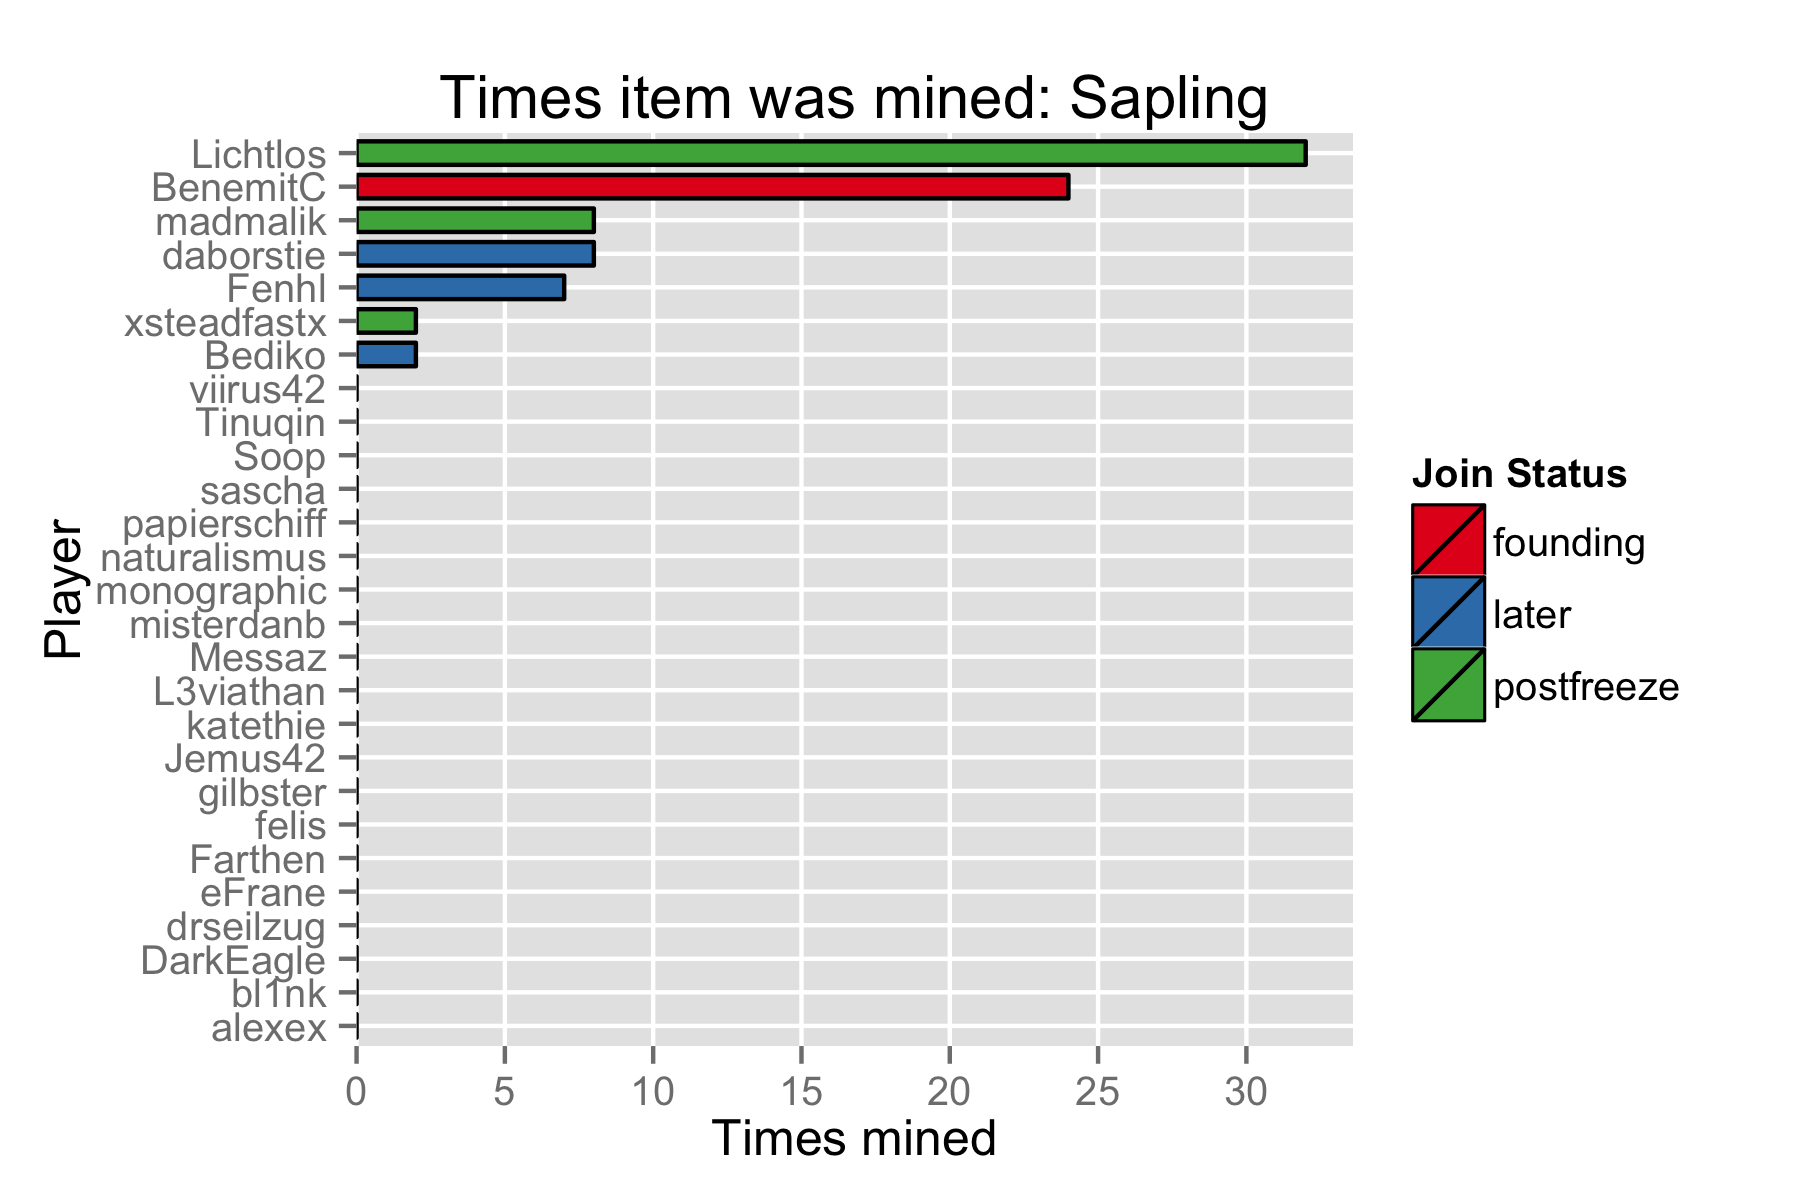 Times item was mined: Sapling
Lichtlos
BenemitC
madmalik
daborstie
Fenhl
xsteadfastx
Bediko
viirus42
Tinuqin
Soop
sascha
papierschiff
naturalismus
monographic
misterdanb
Messaz
L3viathan
katethie
Jemus42
gilbster
felis
Farthen
eFrane
drseilzug
DarkEagle
bl1nk
alexex
Player
0 5 10 15 20 25 30
Times mined
Join Status
founding
later
postfreeze